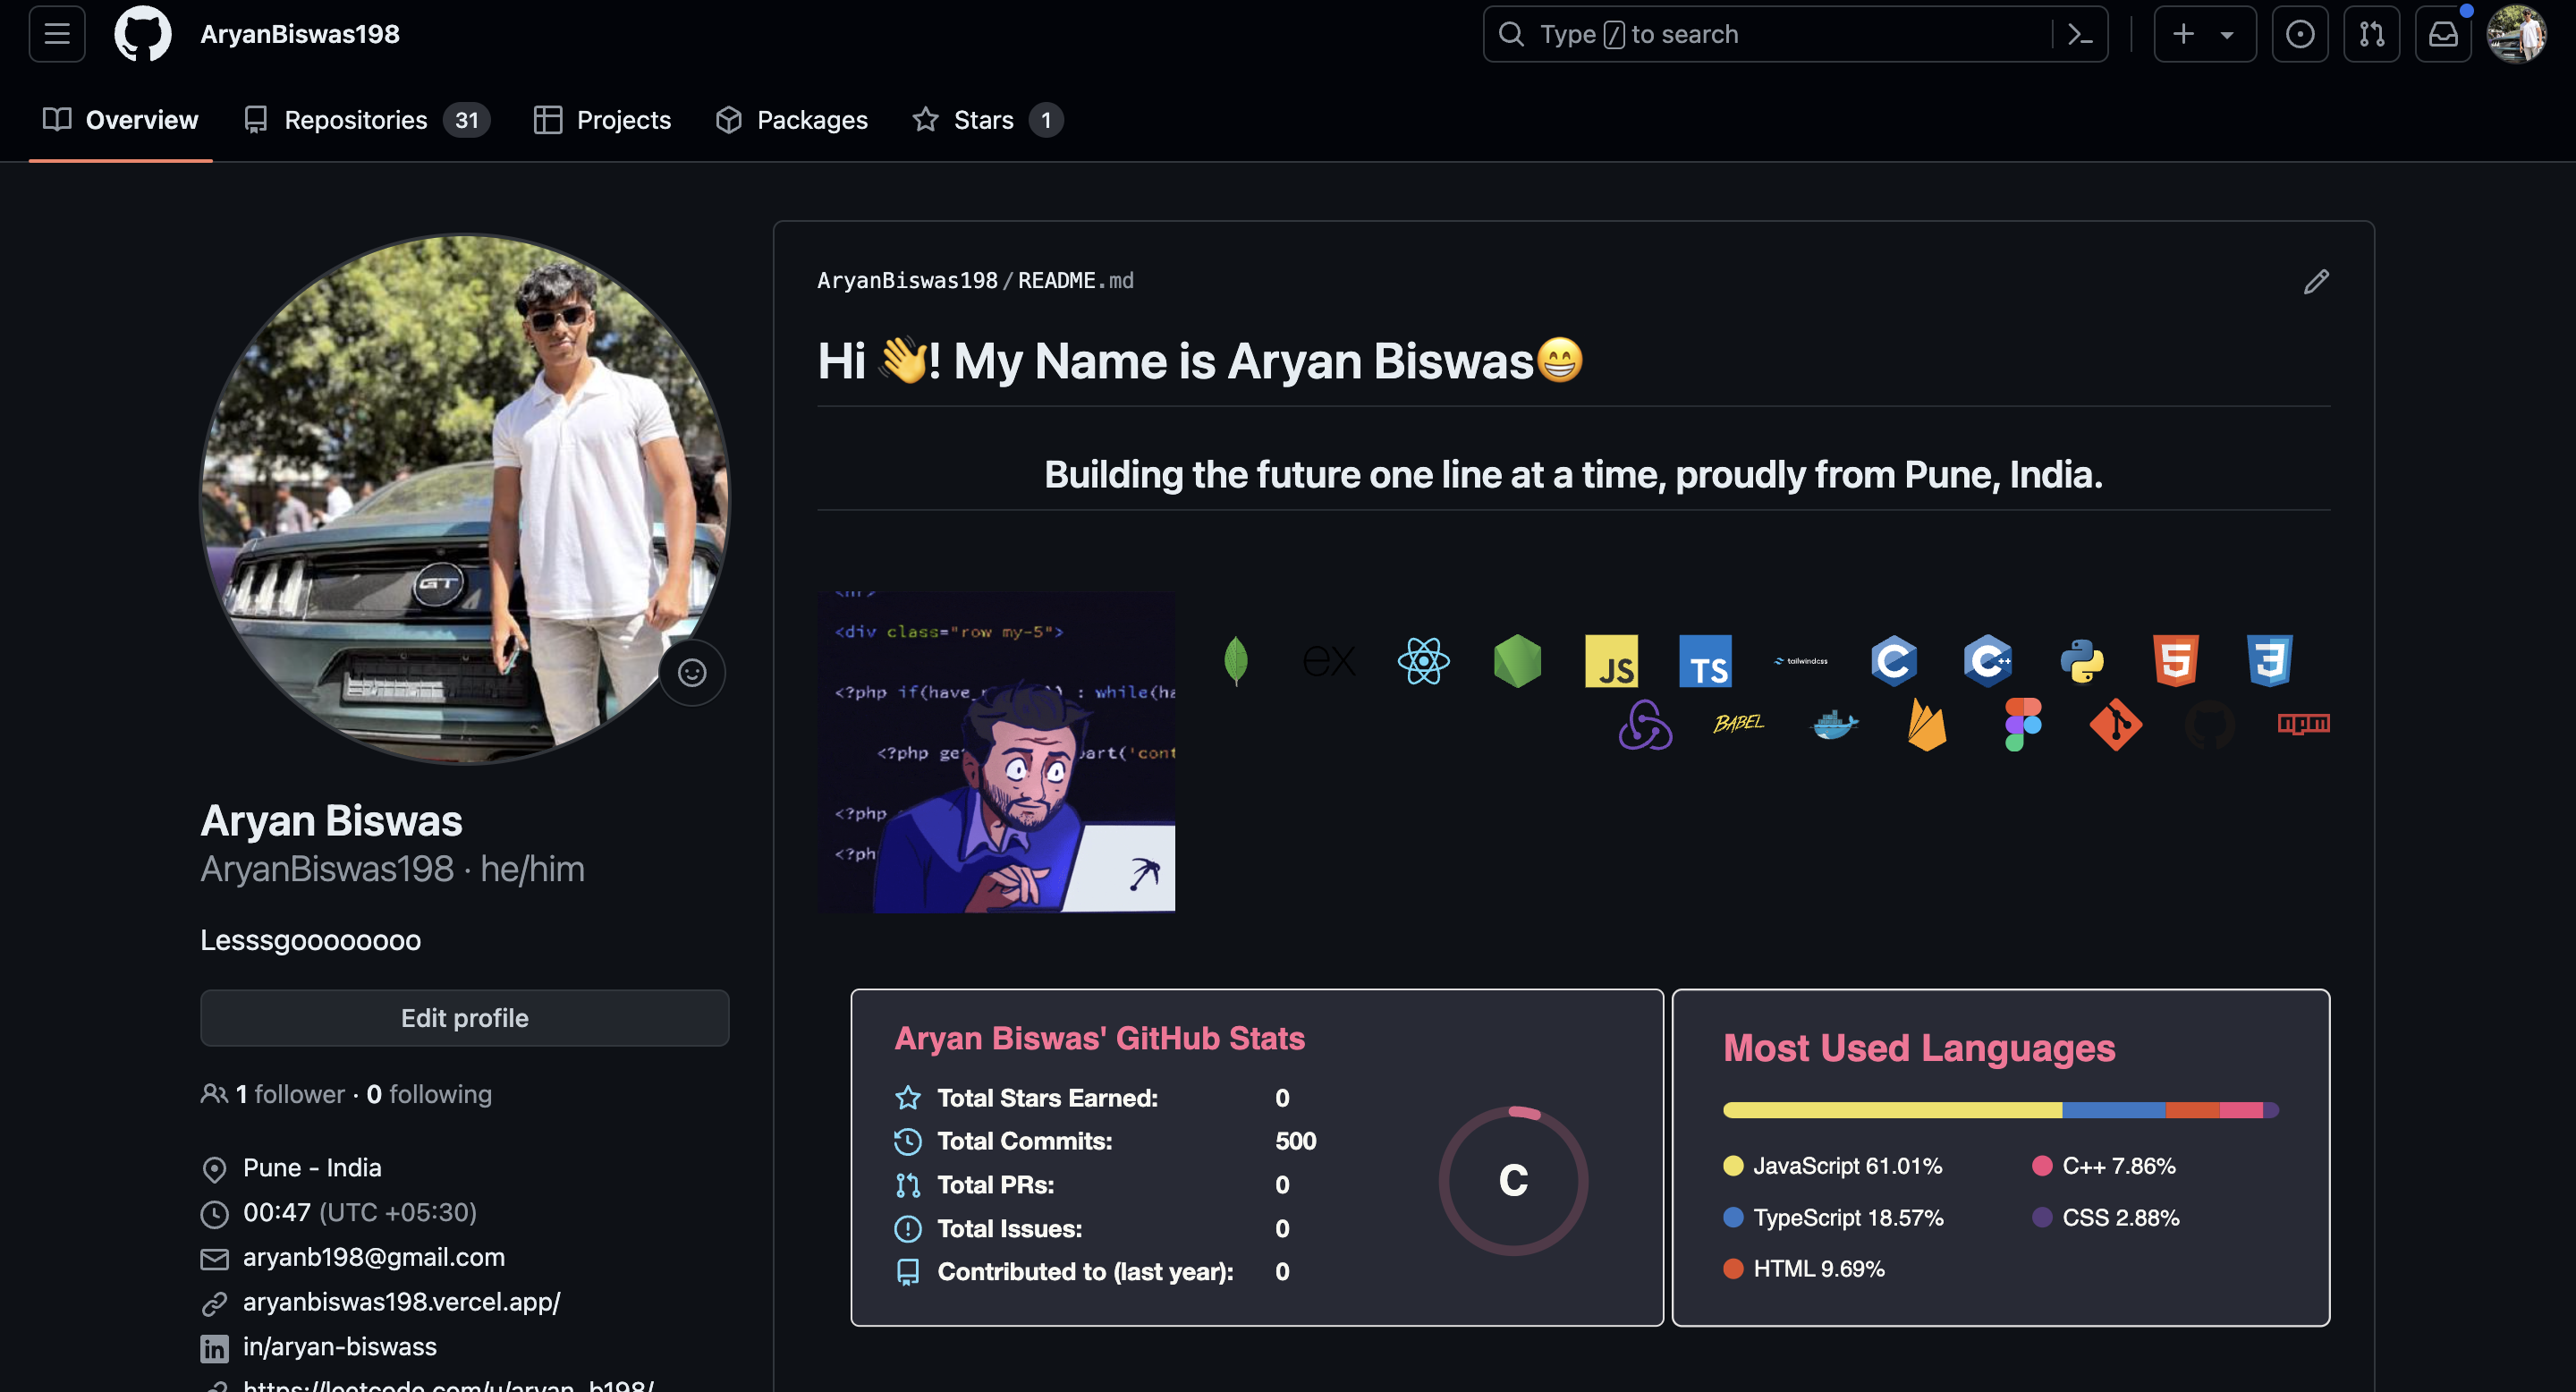 AryanBiswas198
Type / to search
Overview
Repositories 31
Projects
Packages
Stars 1
AryanBiswas198/README.md
Hi 👋! My Name is Aryan Biswas😁
Building the future one line at a time, proudly from Pune, India.
<div class="row my-5">
<?php if(have_
) : while(ha
<?php ge
part('cont
<?php
<?ph
GT
ex
JS
TS
tailwindcss
C
C++
5
3
BABEL
npm
Aryan Biswas
AryanBiswas198 · he/him
Lesssgoooooooo
Edit profile
1 follower · 0 following
Pune - India
00:47 (UTC +05:30)
aryanb198@gmail.com
aryanbiswas198.vercel.app/
in
in/aryan-biswass
https://leetcode.com/u/aryan_b198/
Aryan Biswas' GitHub Stats
Total Stars Earned: 0
Total Commits: 500
Total PRs: 0
Total Issues: 0
Contributed to (last year): 0
C
Most Used Languages
JavaScript 61.01%
C++ 7.86%
TypeScript 18.57%
CSS 2.88%
HTML 9.69%